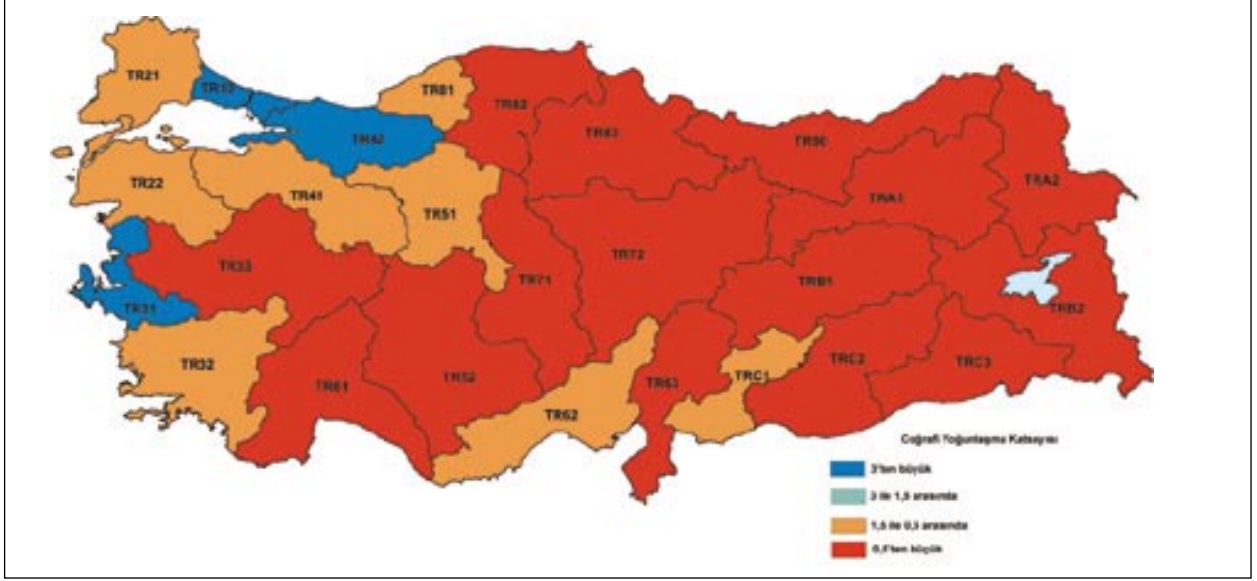 TR21
TR10
TR81
TR82
TR42
TR83
TR90
TRA2
TR22
TR41
TRA1
TR51
TR33
TR72
TR71
TRB1
TR31
TRB2
TR32
TR61
TR52
TR63
TRC1
TRC2
TRC3
TR62
Coğrafi Yoğunlaşma Katsayısı
3'ten büyük
3 ile 1,5 arasında
1,5 ile 0,5 arasında
0,5'ten büyük